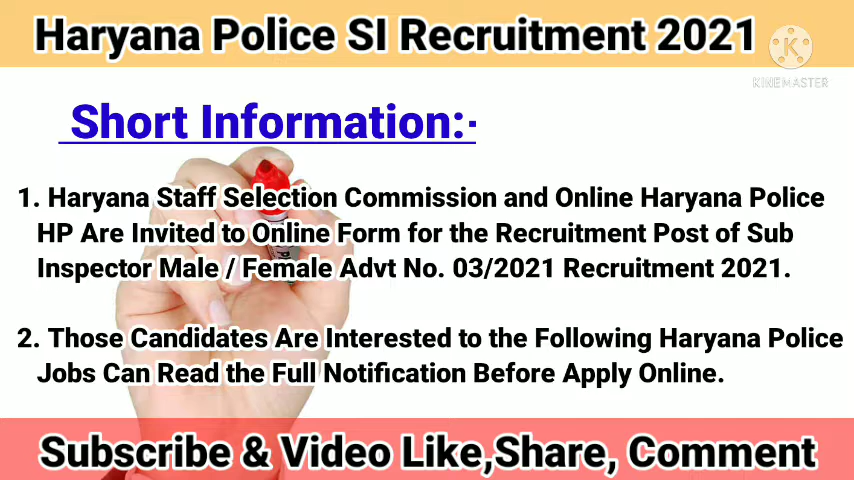 Haryana Police SI Recruitment 2021
K
KINEMASTER
Short Information:-
1. Haryana Staff Selection Commission and Online Haryana Police
HP Are Invited to Online Form for the Recruitment Post of Sub
Inspector Male / Female Advt No. 03/2021 Recruitment 2021.
2. Those Candidates Are Interested to the Following Haryana Police
Jobs Can Read the Full Notification Before Apply Online.
Subscribe & Video Like,Share, Comment